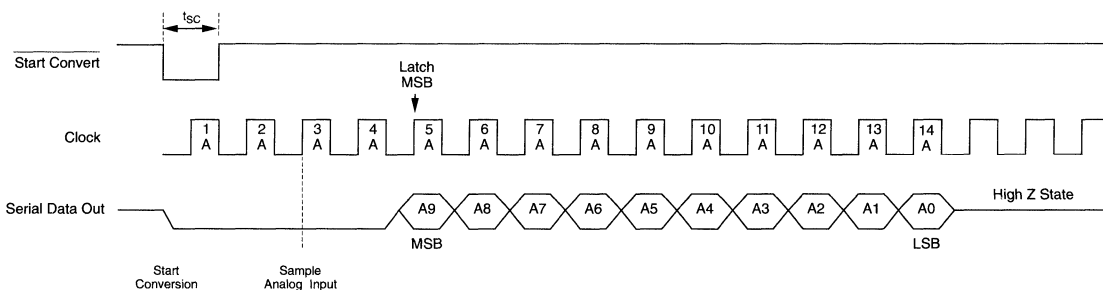 tSC
Start Convert
Latch
MSB
Clock
1 2 3 4 5 6 7 8 9 10 11 12 13 14
A A A A A A A A A A A A A A
Serial Data Out
A9 A8 A7 A6 A5 A4 A3 A2 A1 A0
High Z State
MSB
LSB
Start
Conversion
Sample
Analog Input